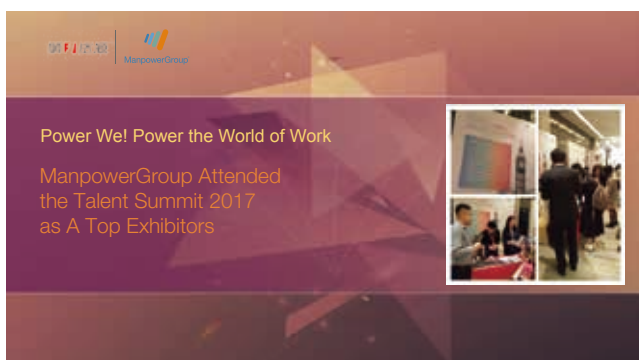 ManpowerGroup
Power We! Power the World of Work
ManpowerGroup Attended
the Talent Summit 2017
as A Top Exhibitors